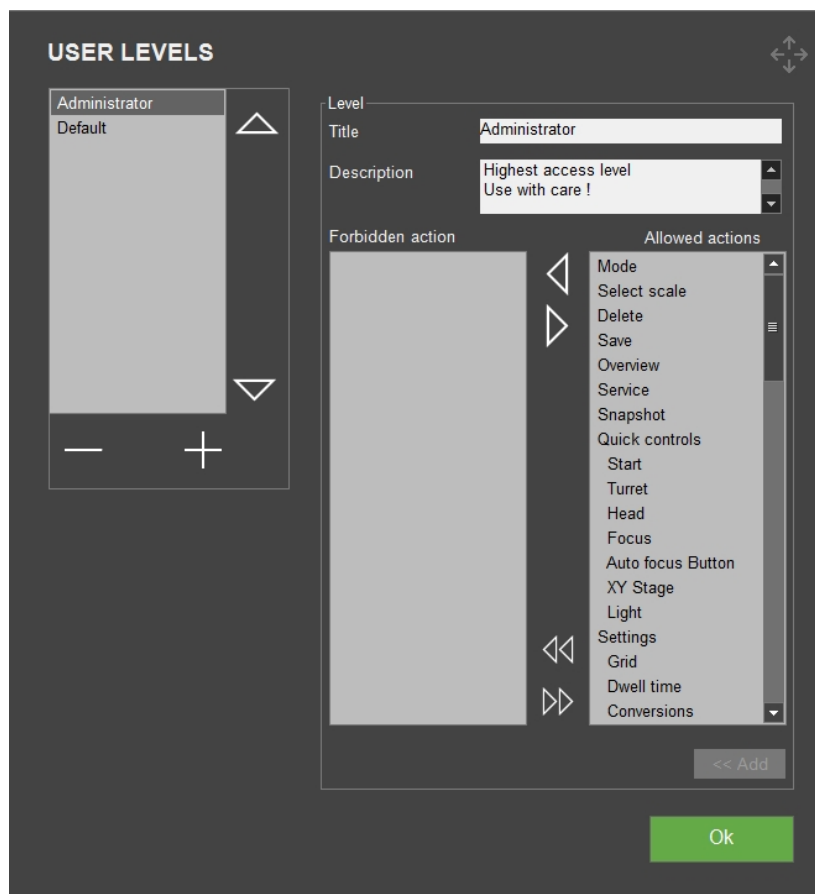 USER LEVELS
Administrator
Default
Level
Title
Administrator
Description
Highest access level
Use with care !
Forbidden action
Allowed actions
Mode
Select scale
Delete
Save
Overview
Service
Snapshot
Quick controls
Start
Turret
Head
Focus
Auto focus Button
XY Stage
Light
Settings
Grid
Dwell time
Conversions
<< Add
Ok